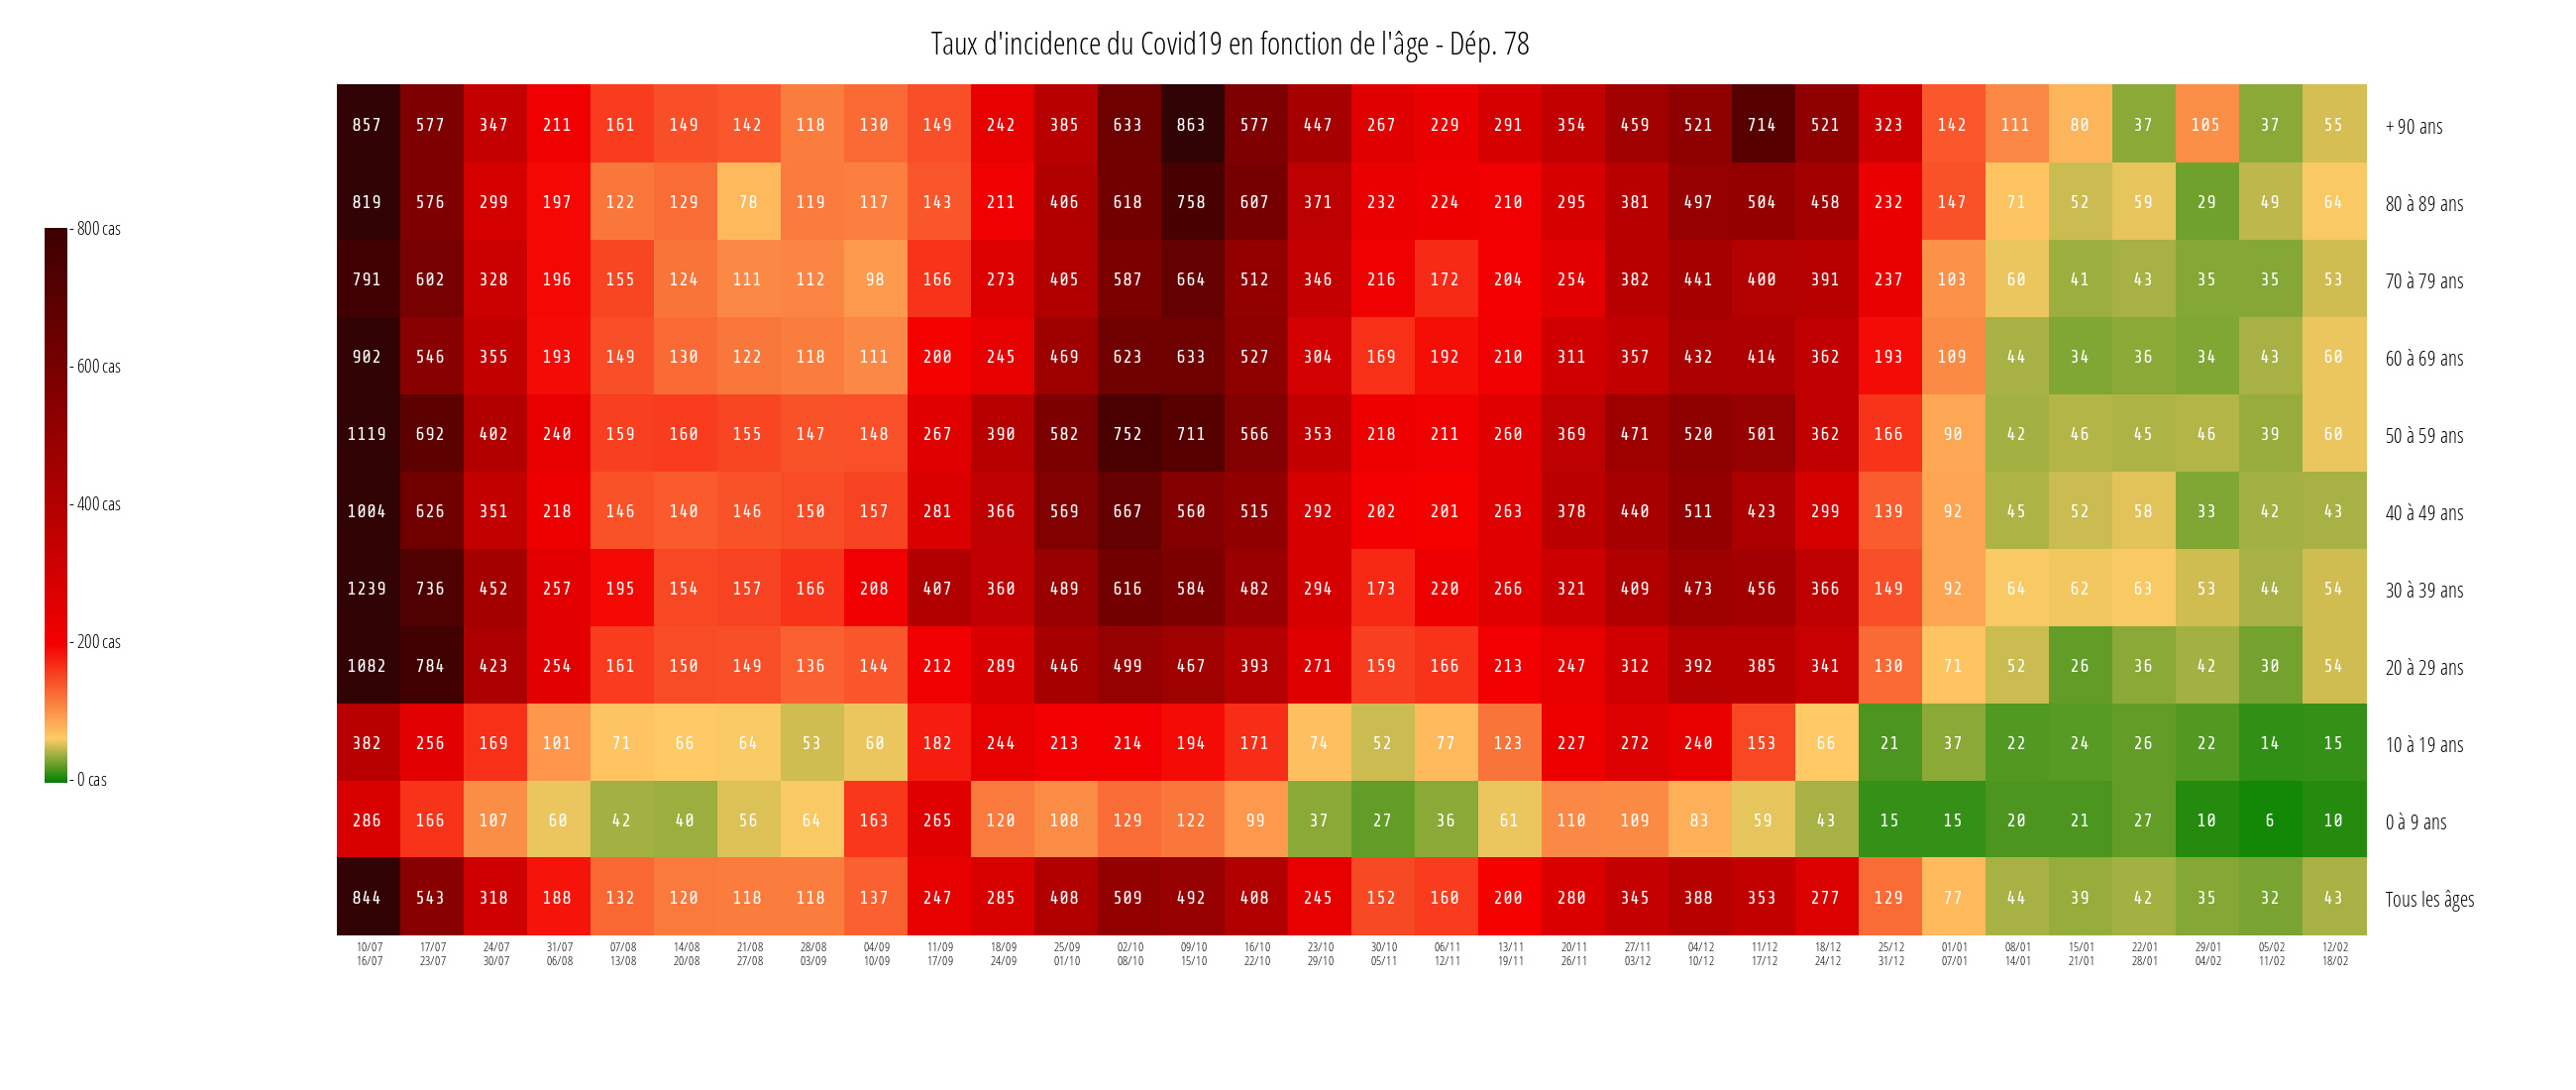 Taux d'incidence du Covid19 en fonction de l'âge - Dép. 78
- 800 cas
- 600 cas
- 400 cas
- 200 cas
- 0 cas
857 577 347 211 161 149 142 118 130 149 242 385 633 863 577 447 267 229 291 354 459 521 714 521 323 142 111 80 37 105 37 55 + 90 ans
819 576 299 197 122 129 78 119 117 143 211 406 618 758 607 371 232 224 210 295 381 497 504 458 232 147 71 52 59 29 49 64 80 à 89 ans
791 602 328 196 155 124 111 112 98 166 273 405 587 664 512 346 216 172 204 254 382 441 400 391 237 103 60 41 43 35 35 53 70 à 79 ans
902 546 355 193 149 130 122 118 111 200 245 469 623 633 527 304 169 192 210 311 357 432 414 362 193 109 44 34 36 34 43 60 60 à 69 ans
1119 692 402 240 159 160 155 147 148 267 390 582 752 711 566 353 218 211 260 369 471 520 501 362 166 90 42 46 45 46 39 60 50 à 59 ans
1004 626 351 218 146 140 146 150 157 281 366 569 667 560 515 292 202 201 263 378 440 511 423 299 139 92 45 52 58 33 42 43 40 à 49 ans
1239 736 452 257 195 154 157 166 208 407 360 489 616 584 482 294 173 220 266 321 409 473 456 366 149 92 64 62 63 53 44 54 30 à 39 ans
1082 784 423 254 161 150 149 136 144 212 289 446 499 467 393 271 159 166 213 247 312 392 385 341 130 71 52 26 36 42 30 54 20 à 29 ans
382 256 169 101 71 66 64 53 60 182 244 213 214 194 171 74 52 77 123 227 272 240 153 66 21 37 22 24 26 22 14 15 10 à 19 ans
286 166 107 60 42 40 56 64 163 265 120 108 129 122 99 37 27 36 61 110 109 83 59 43 15 15 20 21 27 10 6 10 0 à 9 ans
844 543 318 188 132 120 118 118 137 247 285 408 509 492 408 245 152 160 200 280 345 388 353 277 129 77 44 39 42 35 32 43 Tous les âges
10/07 17/07 24/07 31/07 07/08 14/08 21/08 28/08 04/09 11/09 18/09 25/09 02/10 09/10 16/10 23/10 30/10 06/11 13/11 20/11 27/11 04/12 11/12 18/12 25/12 01/01 08/01 15/01 22/01 29/01 05/02 12/02
16/07 23/07 30/07 06/08 13/08 20/08 27/08 03/09 10/09 17/09 24/09 01/10 08/10 15/10 22/10 29/10 05/11 12/11 19/11 26/11 03/12 10/12 17/12 24/12 31/12 07/01 14/01 21/01 28/01 04/02 11/02 18/02